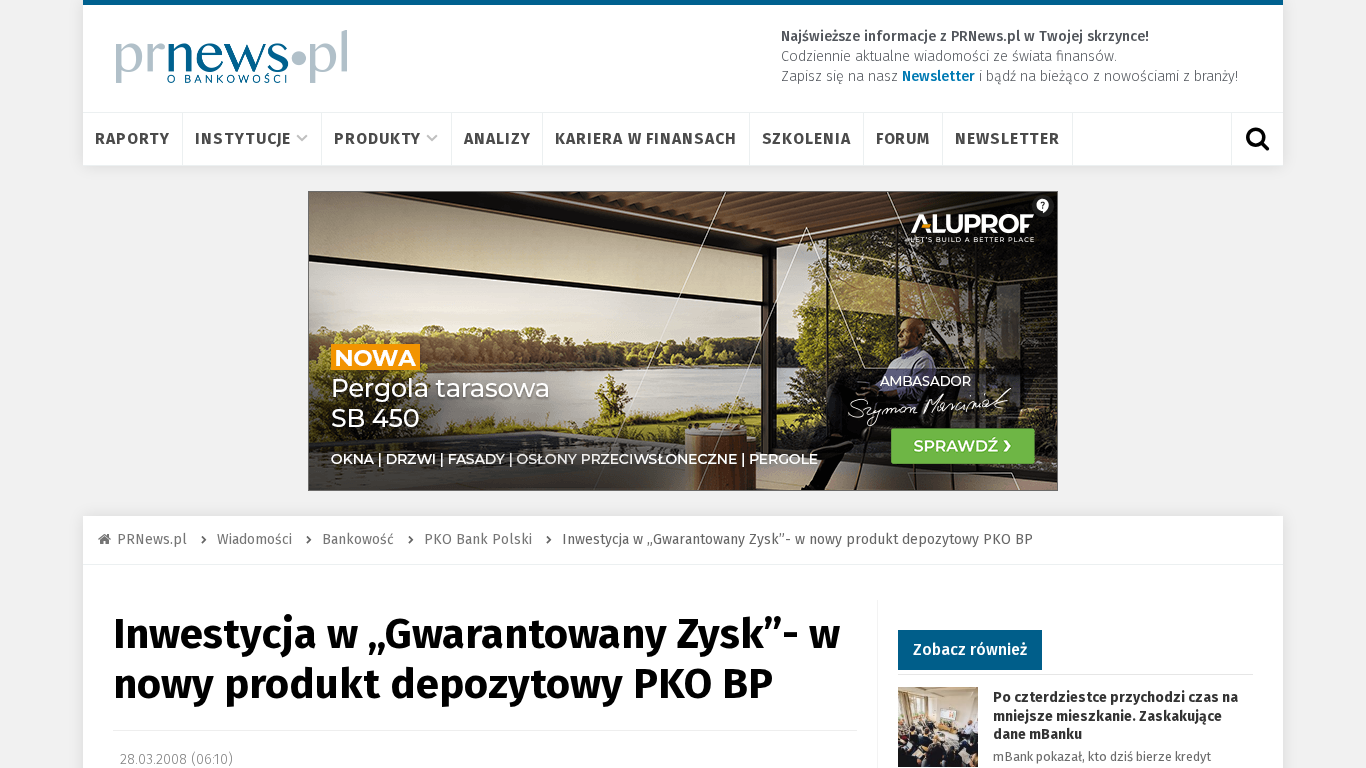 prnews.pl
O BANKOWOŚCI
Najświeższe informacje z PRNews.pl w Twojej skrzynce!
Codziennie aktualne wiadomości ze świata finansów.
Zapisz się na nasz Newsletter i bądź na bieżąco z nowościami z branży!
RAPORTY
INSTYTUCJE
PRODUKTY
ANALIZY
KARIERA W FINANSACH
SZKOLENIA
FORUM
NEWSLETTER
ALUPROF
#LET'S BUILD A BETTER PLACE
NOWA
Pergola tarasowa
SB 450
OKNA | DRZWI | FASADY | OSŁONY PRZECIWSŁONECZNE | PERGOLE
AMBASADOR
Szymon Marciniak
SPRAWDŹ ❯
PRNews.pl
Wiadomości
Bankowość
PKO Bank Polski
Inwestycja w „Gwarantowany Zysk”- w nowy produkt depozytowy PKO BP
Inwestycja w „Gwarantowany Zysk”- w
nowy produkt depozytowy PKO BP
28.03.2008 (06:10)
Zobacz również
Po czterdziestce przychodzi czas na
mniejsze mieszkanie. Zaskakujące
dane mBanku
mBank pokazał, kto dziś bierze kredyt